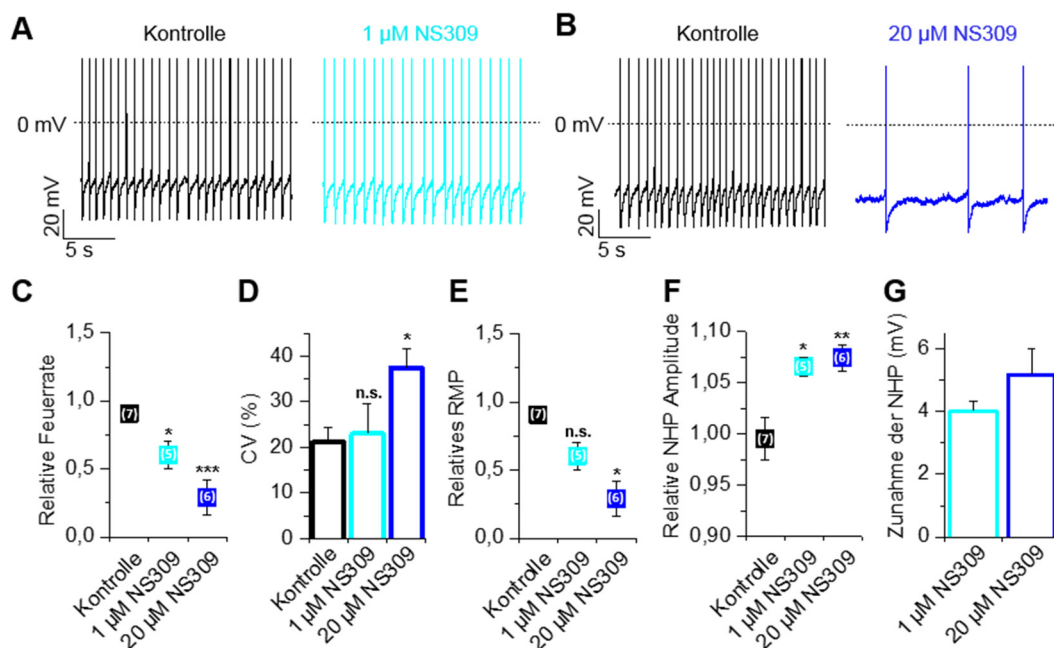 A
Kontrolle
1 µM NS309
0 mV
20 mV
5 s
B
Kontrolle
20 µM NS309
0 mV
20 mV
5 s
C
Relative Feuerrate
1,5
1,0
0,5
0,0
(7)
*
(5)
***
(6)
Kontrolle
1 µM NS309
20 µM NS309
D
CV (%)
40
30
20
10
0
n.s.
*
Kontrolle
1 µM NS309
20 µM NS309
E
Relatives RMP
1,5
1,0
0,5
0,0
(7)
n.s.
(5)
*
(6)
Kontrolle
1 µM NS309
20 µM NS309
F
Relative NHP Amplitude
1,10
1,05
1,00
0,95
0,90
(7)
*
(5)
**
(6)
Kontrolle
1 µM NS309
20 µM NS309
G
Zunahme der NHP (mV)
6
4
2
0
1 µM NS309
20 µM NS309